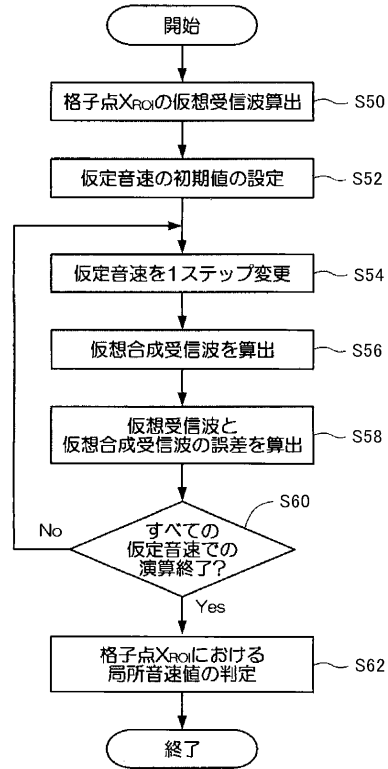 開始
格子点XROIの仮想受信波算出
S50
仮定音速の初期値の設定
S52
仮定音速を1ステップ変更
S54
仮想合成受信波を算出
S56
仮想受信波と
仮想合成受信波の誤差を算出
S58
S60
すべての
仮定音速での
演算終了?
No
Yes
格子点XROIにおける
局所音速値の判定
S62
終了